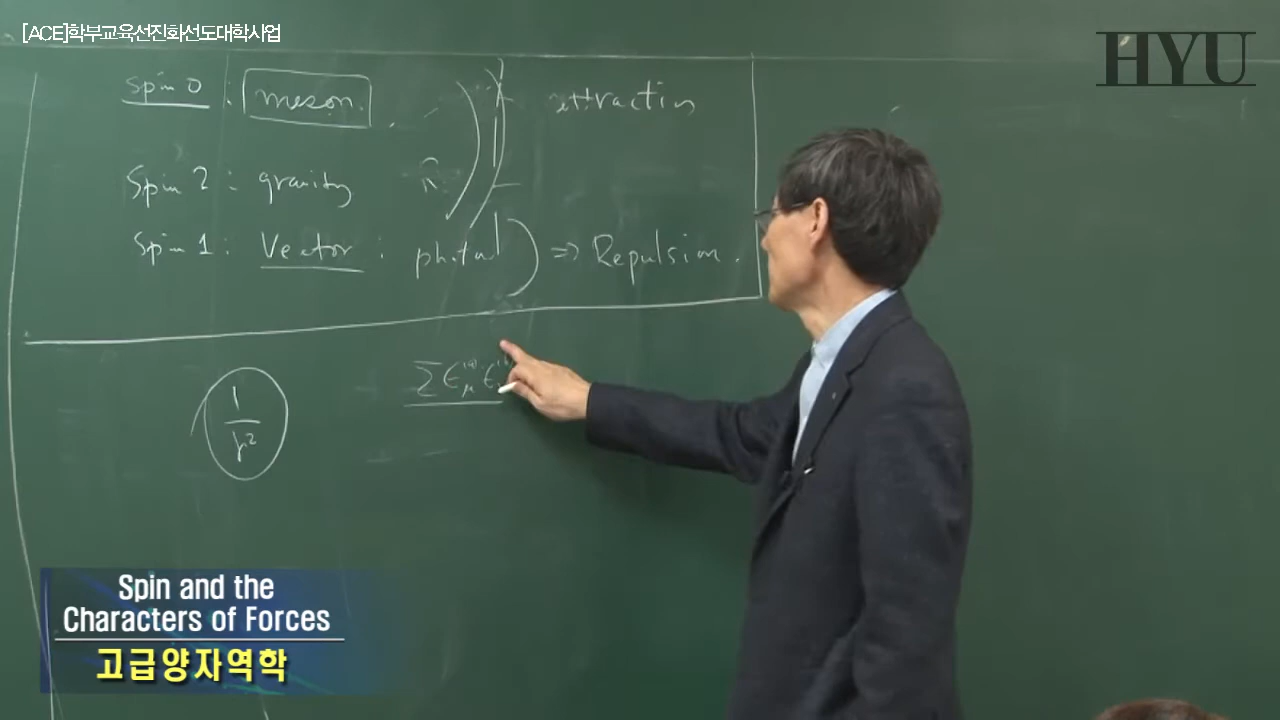 [ACE]학부교육선진화선도대학사업
HYU
spin 0 : meson. attraction
Spin 2 : gravity
Spin 1 : Vector : photon ) ⇒ Repulsion.
1
r²
Spin and the
Characters of Forces
고급양자역학